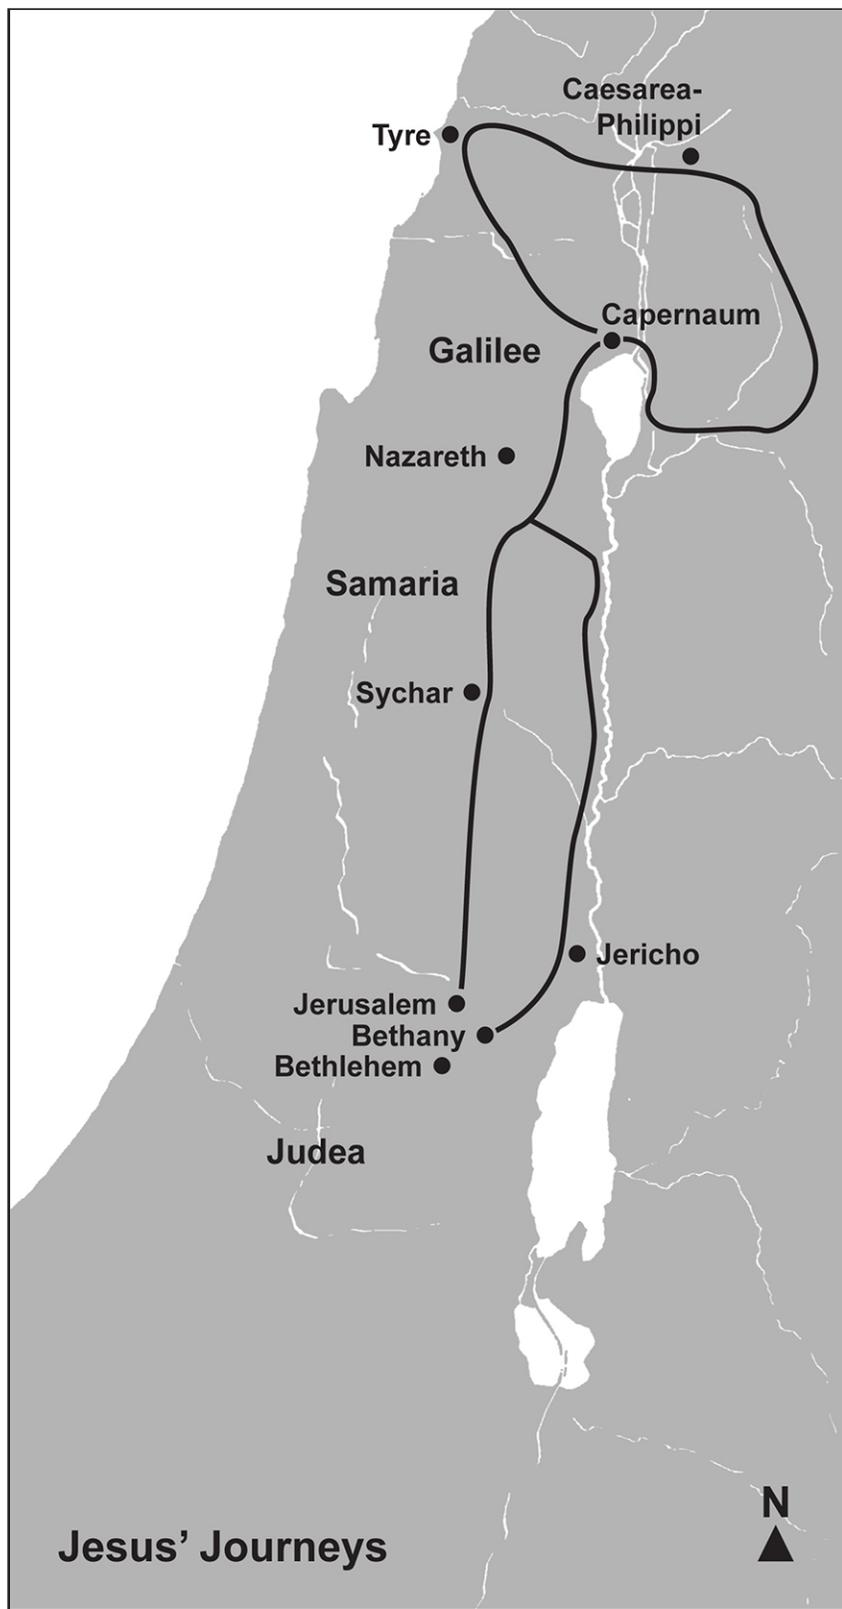 Caesarea-
Philippi
Tyre
Capernaum
Galilee
Nazareth
Samaria
Sychar
Jericho
Jerusalem
Bethany
Bethlehem
Judea
N
Jesus’ Journeys